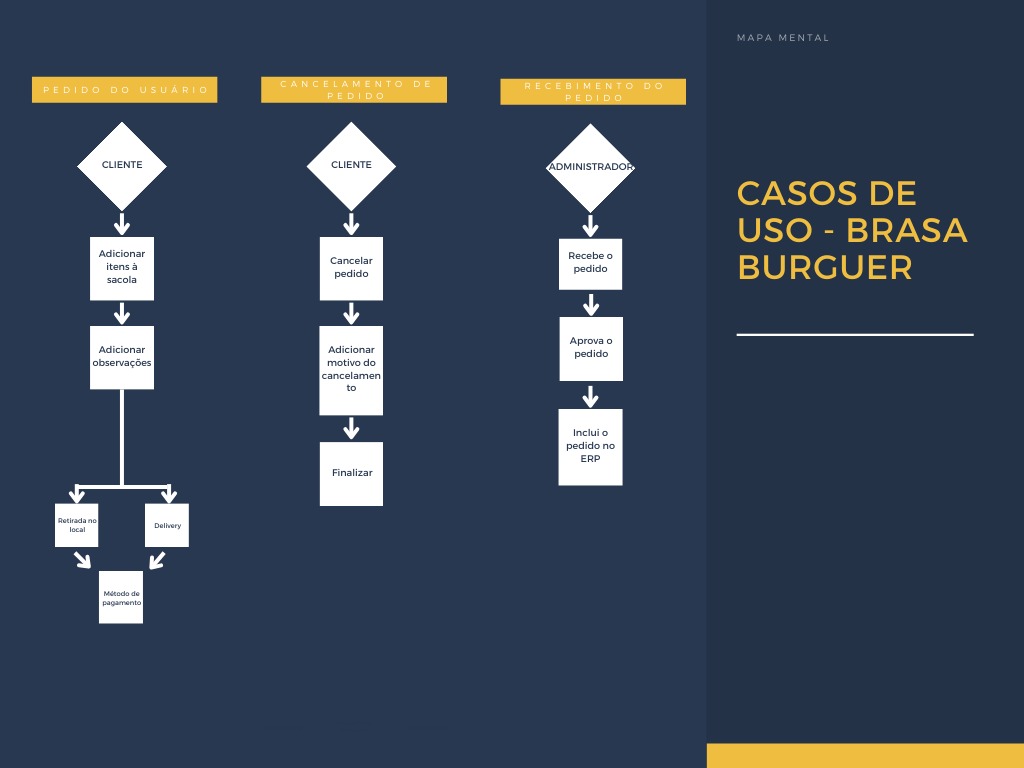 MAPA MENTAL
CASOS DE
USO - BRASA
BURGUER
PEDIDO DO USUÁRIO
CLIENTE
Adicionar
itens à
sacola
Adicionar
observações
Retirada no
local
Delivery
Método de
pagamento
CANCELAMENTO DE
PEDIDO
CLIENTE
Cancelar
pedido
Adicionar
motivo do
cancelamen
to
Finalizar
RECEBIMENTO DO
PEDIDO
ADMINISTRADOR
Recebe o
pedido
Aprova o
pedido
Inclui o
pedido no
ERP